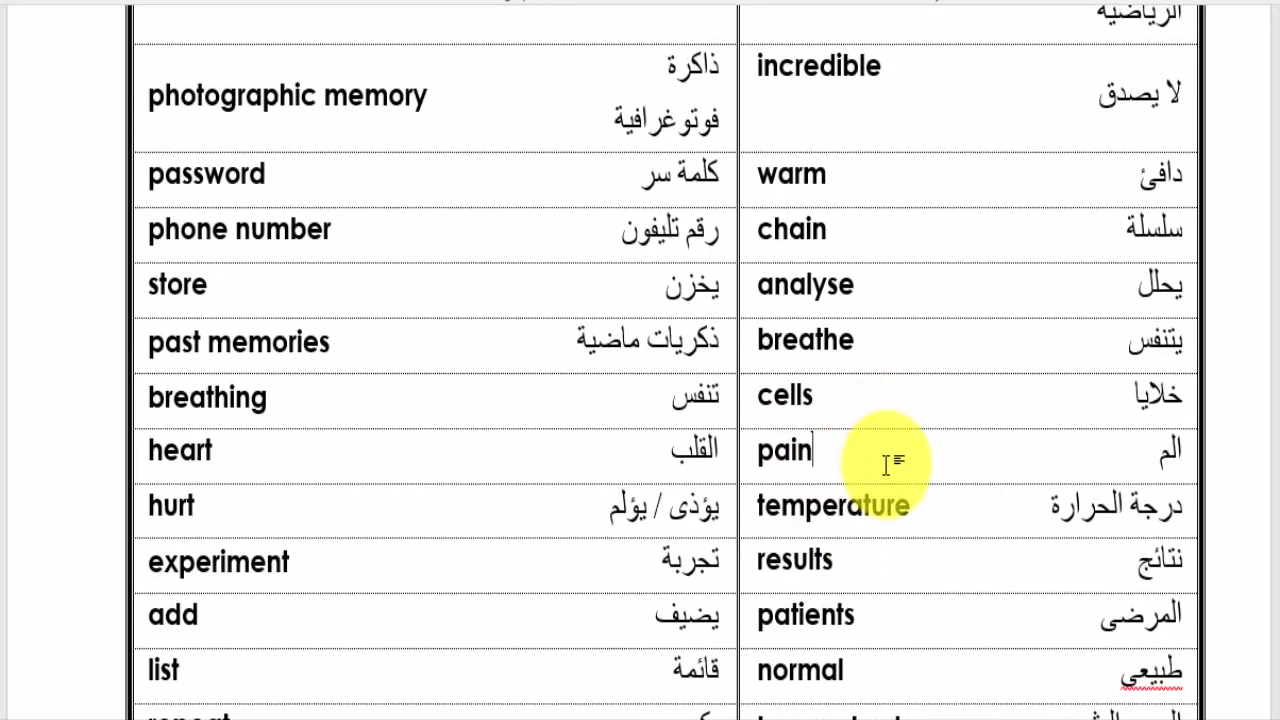 الرياضية
photographic memory
ذاكرة
فوتوغرافية
incredible
لا يصدق
password
كلمة سر
warm
دافئ
phone number
رقم تليفون
chain
سلسلة
store
يخزن
analyse
يحلل
past memories
ذكريات ماضية
breathe
يتنفس
breathing
تنفس
cells
خلايا
heart
القلب
pain
الم
hurt
يؤذى / يؤلم
temperature
درجة الحرارة
experiment
تجربة
results
نتائج
add
يضيف
patients
المرضى
list
قائمة
normal
طبيعي
repeat